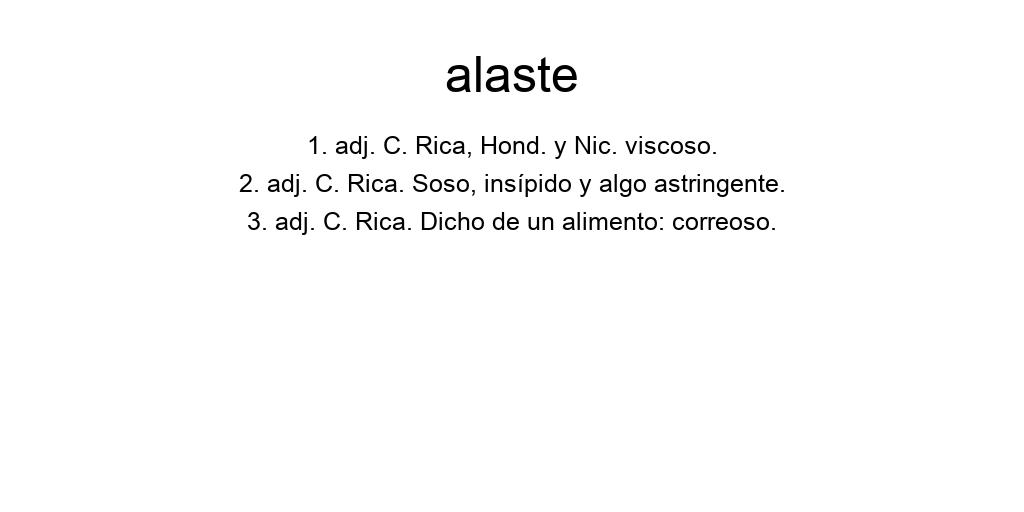 alaste
1. adj. C. Rica, Hond. y Nic. viscoso.
2. adj. C. Rica. Soso, insípido y algo astringente.
3. adj. C. Rica. Dicho de un alimento: correoso.